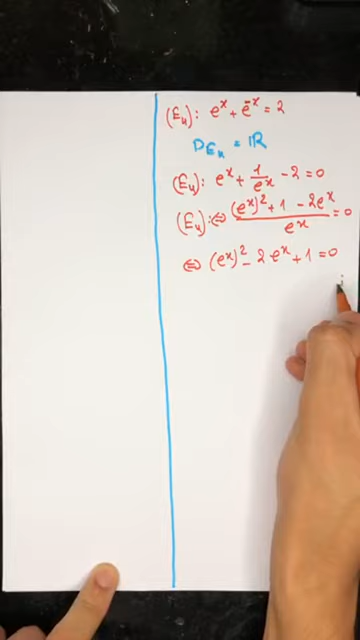 (E₄): eˣ + e⁻ˣ = 2
D_E₄ = ℝ
(E₄): eˣ + 1/eˣ - 2 = 0
(E₄): ⇔ ((eˣ)² + 1 - 2eˣ)/eˣ = 0
⇔ (eˣ)² - 2eˣ + 1 = 0